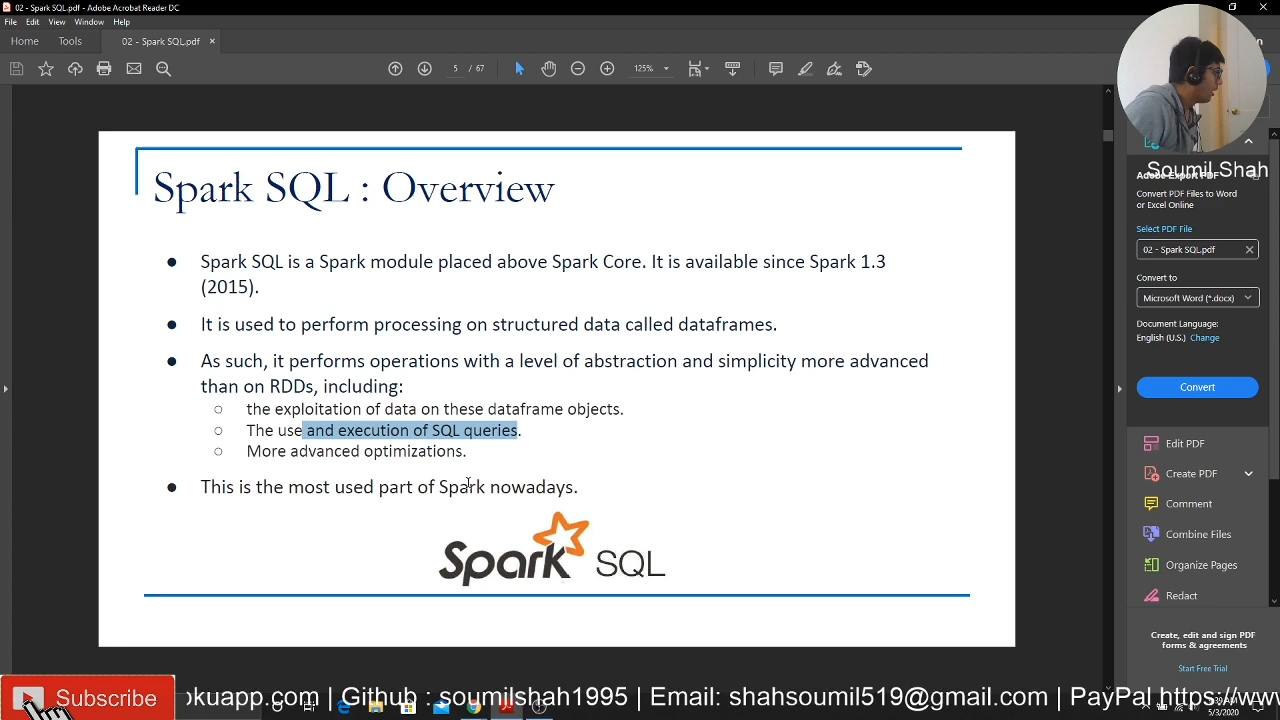 02 - Spark SQL.pdf - Adobe Acrobat Reader DC
File Edit View Window Help
Home Tools 02 - Spark SQL.pdf ×
5 / 67 125%
Spark SQL : Overview
● Spark SQL is a Spark module placed above Spark Core. It is available since Spark 1.3
(2015).
● It is used to perform processing on structured data called dataframes.
● As such, it performs operations with a level of abstraction and simplicity more advanced
than on RDDs, including:
○ the exploitation of data on these dataframe objects.
○ The use and execution of SQL queries.
○ More advanced optimizations.
● This is the most used part of Spark nowadays.
Spark SQL
Soumil Shah
Adobe Export PDF
Convert PDF Files to Word
or Excel Online
Select PDF File
02 - Spark SQL.pdf
Convert to
Microsoft Word (*.docx)
Document Language:
English (U.S.) Change
Convert
Edit PDF
Create PDF
Comment
Combine Files
Organize Pages
Redact
Create, edit and sign PDF
forms & agreements
Start Free Trial
Subscribe
okuapp.com | Github : soumilshah1995 | Email: shahsoumil519@gmail.com | PayPal https://www
5/3/2020